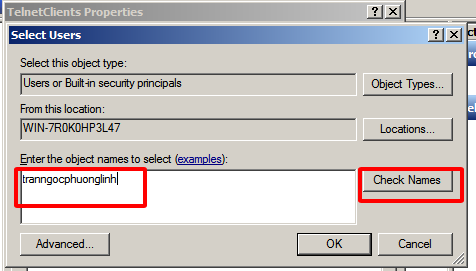 TelnetClients Properties
Select Users
Select this object type:
Users or Built-in security principals
Object Types...
From this location:
WIN-7R0K0HP3L47
Locations...
Enter the object names to select (examples):
tranngocphuonglinh
Check Names
Advanced...
OK
Cancel